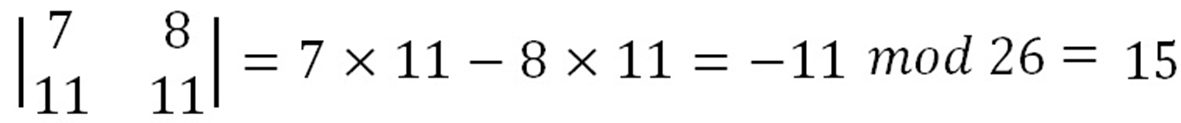 |7 8|
|11 11| = 7 × 11 − 8 × 11 = −11 mod 26 = 15